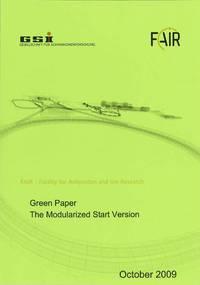 GSI
GESELLSCHAFT FÜR SCHWERIONENFORSCHUNG
FAIR
FAIR - Facility for Antiproton and Ion Research
Green Paper
The Modularized Start Version
October 2009